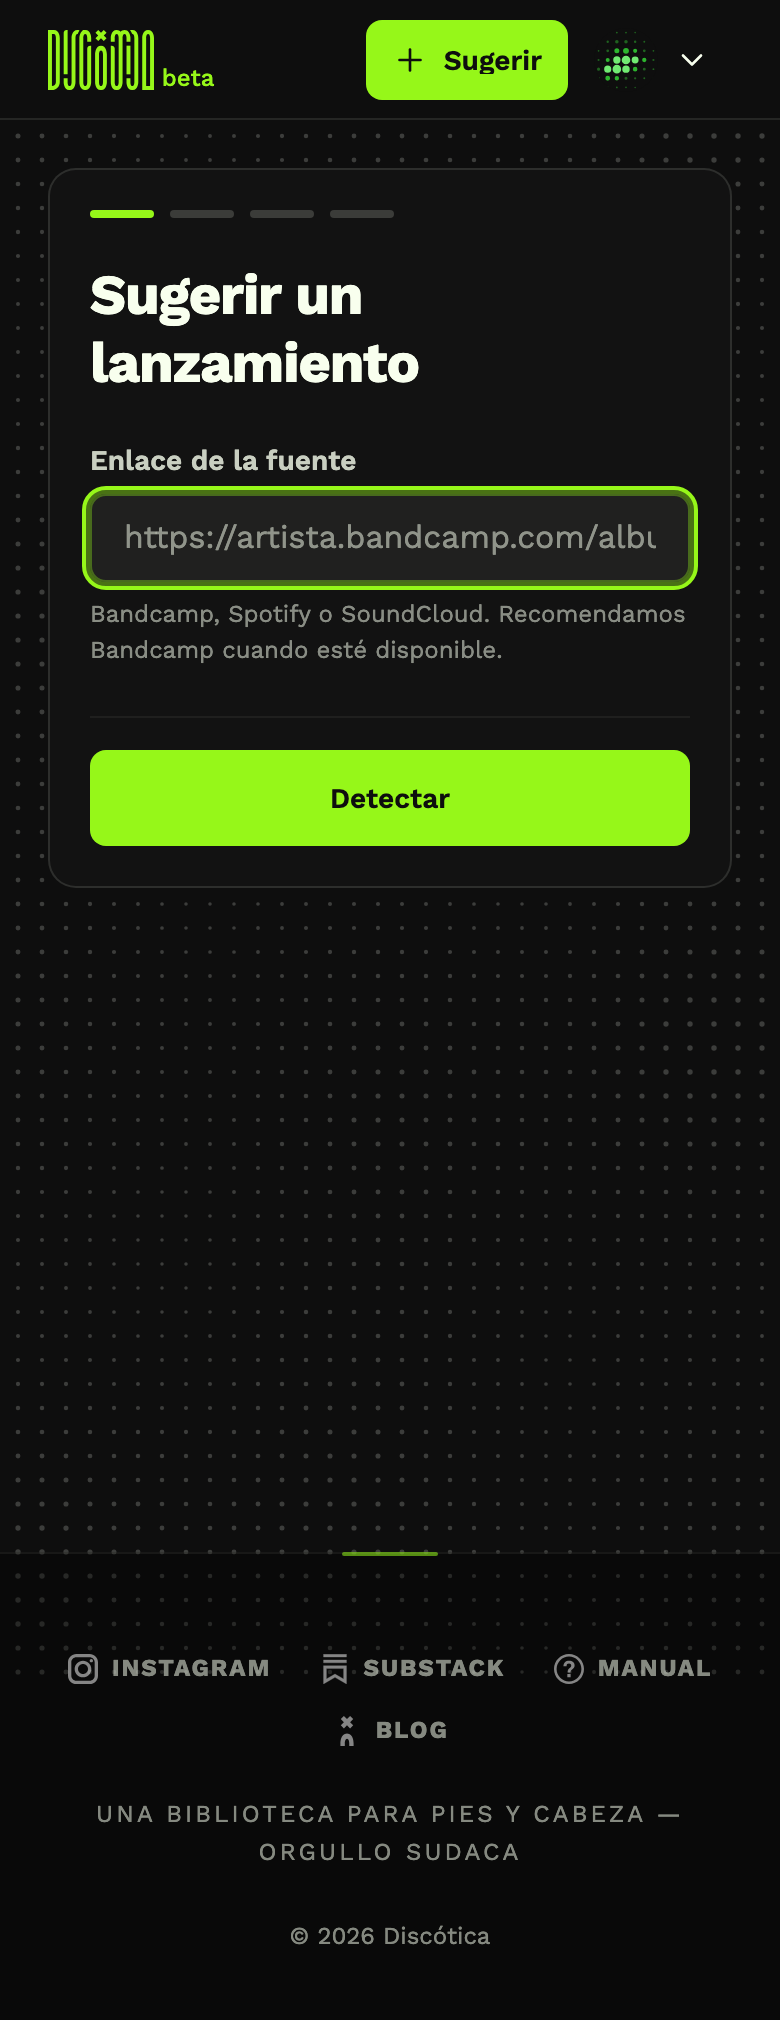 DISCÓTICA beta
Sugerir
Sugerir un
lanzamiento
Enlace de la fuente
https://artista.bandcamp.com/albu
Bandcamp, Spotify o SoundCloud. Recomendamos
Bandcamp cuando esté disponible.
Detectar
INSTAGRAM SUBSTACK MANUAL
BLOG
UNA BIBLIOTECA PARA PIES Y CABEZA —
ORGULLO SUDACA
© 2026 Discótica